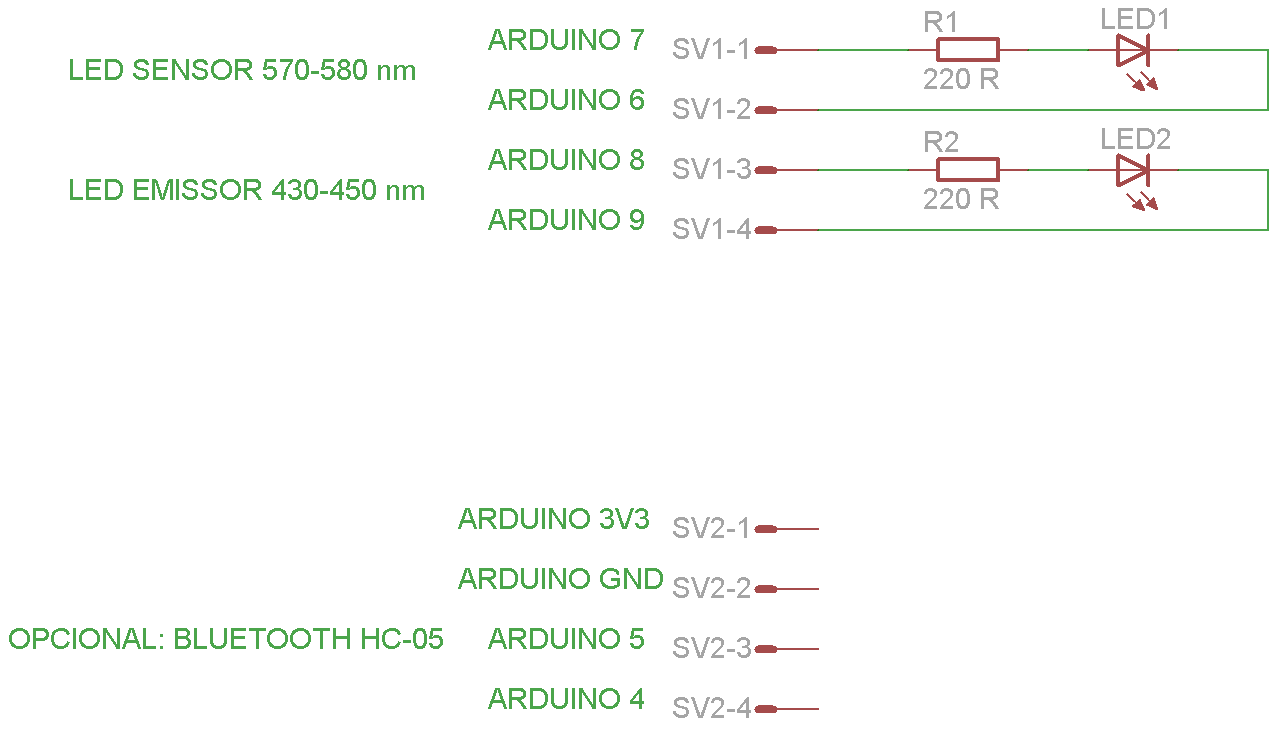 ARDUINO 7
SV1-1
R1
220 R
LED1
LED SENSOR 570-580 nm
ARDUINO 6
SV1-2
ARDUINO 8
SV1-3
R2
220 R
LED2
LED EMISSOR 430-450 nm
ARDUINO 9
SV1-4
ARDUINO 3V3
SV2-1
ARDUINO GND
SV2-2
OPCIONAL: BLUETOOTH HC-05
ARDUINO 5
SV2-3
ARDUINO 4
SV2-4